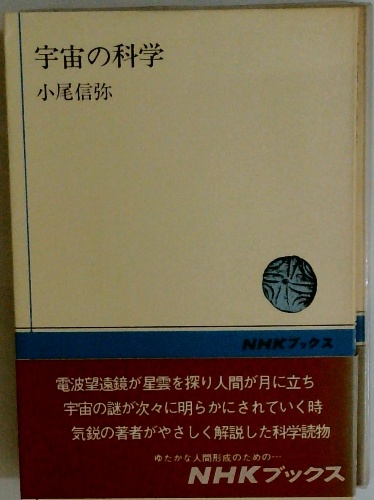 宇宙の科学
小尾信弥
NHKブックス
電波望遠鏡が星雲を探り人間が月に立ち
宇宙の謎が次々に明らかにされていく時
気鋭の著者がやさしく解説した科学読物
ゆたかな人間形成のための…
NHKブックス